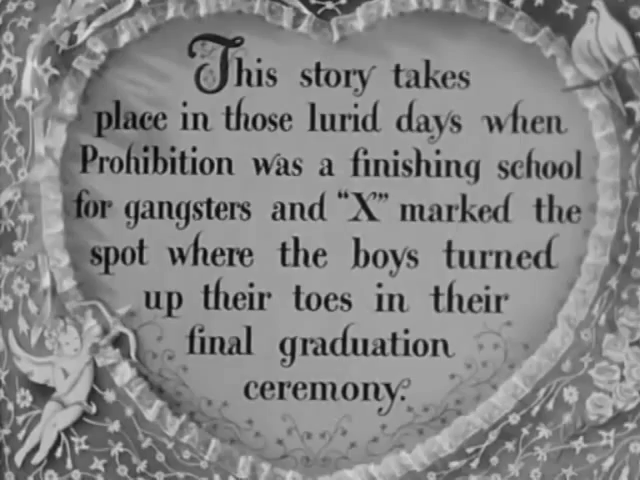 This story takes
place in those lurid days when
Prohibition was a finishing school
for gangsters and "X" marked the
spot where the boys turned
up their toes in their
final graduation
ceremony.